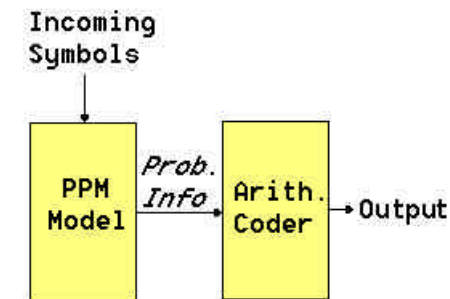 Incoming
Symbols
PPM
Model
Prob.
Info
Arith.
Coder
Output